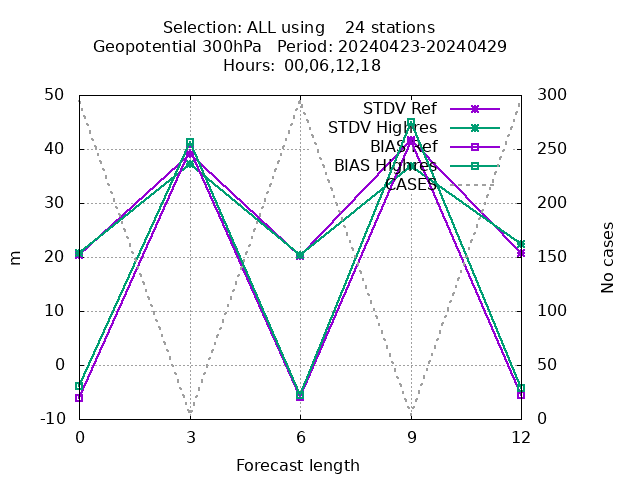 Selection: ALL using    24 stations
Geopotential 300hPa   Period: 20240423-20240429
Hours: 00,06,12,18
50
40
30
20
10
0
-10
300
250
200
150
100
50
0
STDV Ref
STDV Highres
BIAS Ref
BIAS Highres
CASES
m
No cases
0
3
6
9
12
Forecast length